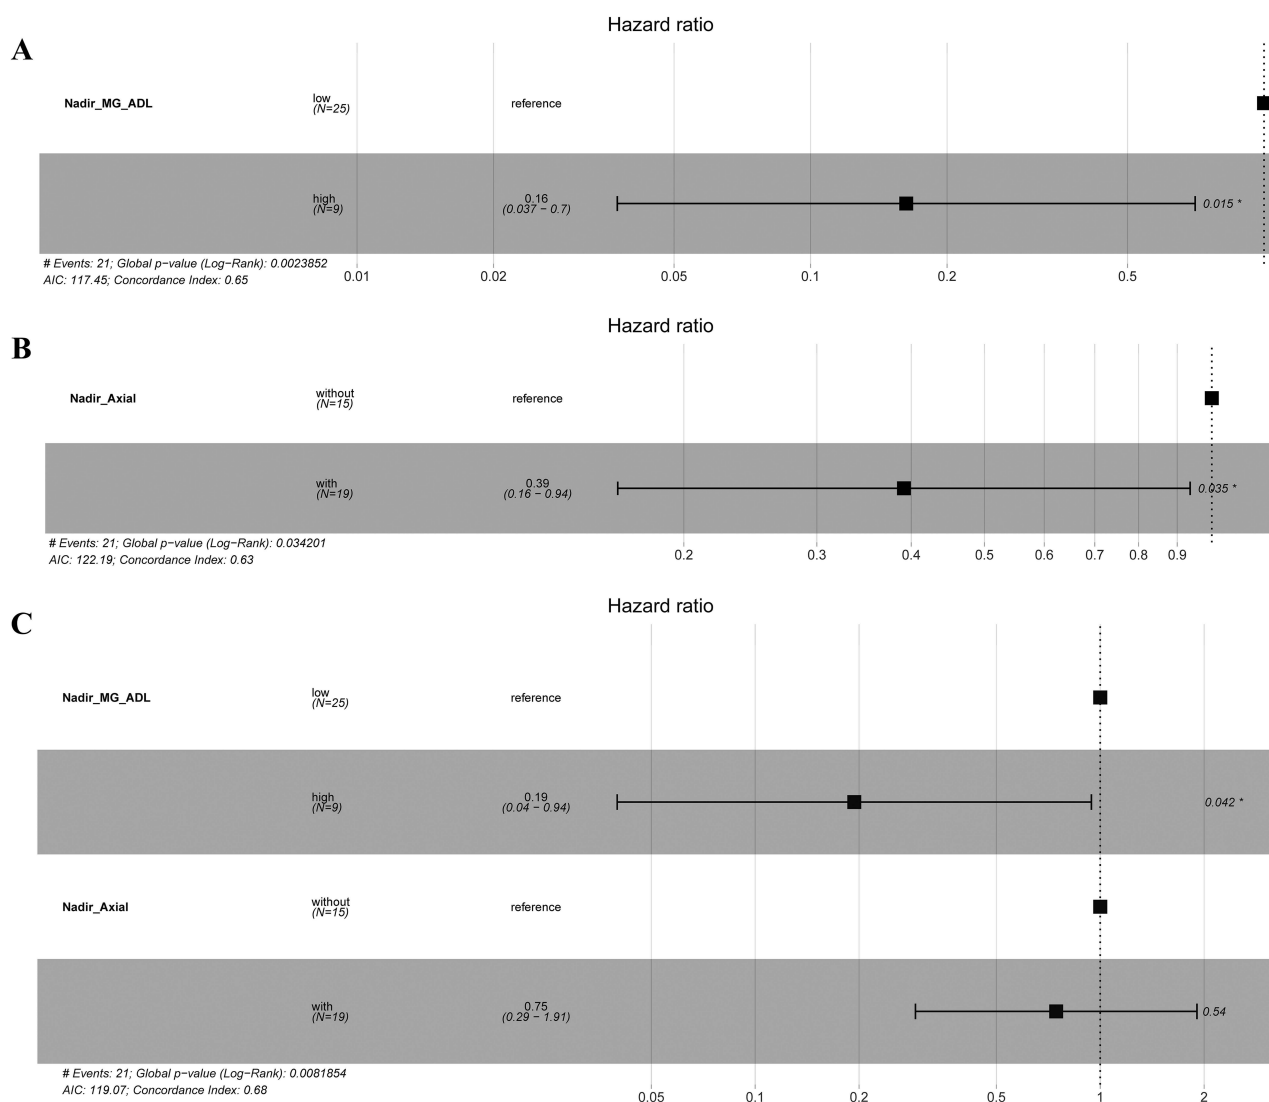 Hazard ratio
A
Nadir_MG_ADL
low
(N=25)
reference
high
(N=9)
0.16
(0.037 − 0.7)
0.015 *
# Events: 21; Global p−value (Log−Rank): 0.0023852
AIC: 117.45; Concordance Index: 0.65
0.01 0.02 0.05 0.1 0.2 0.5
Hazard ratio
B
Nadir_Axial
without
(N=15)
reference
with
(N=19)
0.39
(0.16 − 0.94)
0.035 *
# Events: 21; Global p−value (Log−Rank): 0.034201
AIC: 122.19; Concordance Index: 0.63
0.2 0.3 0.4 0.5 0.6 0.7 0.8 0.9
Hazard ratio
C
Nadir_MG_ADL
low
(N=25)
reference
high
(N=9)
0.19
(0.04 − 0.94)
0.042 *
Nadir_Axial
without
(N=15)
reference
with
(N=19)
0.75
(0.29 − 1.91)
0.54
# Events: 21; Global p−value (Log−Rank): 0.0081854
AIC: 119.07; Concordance Index: 0.68
0.05 0.1 0.2 0.5 1 2